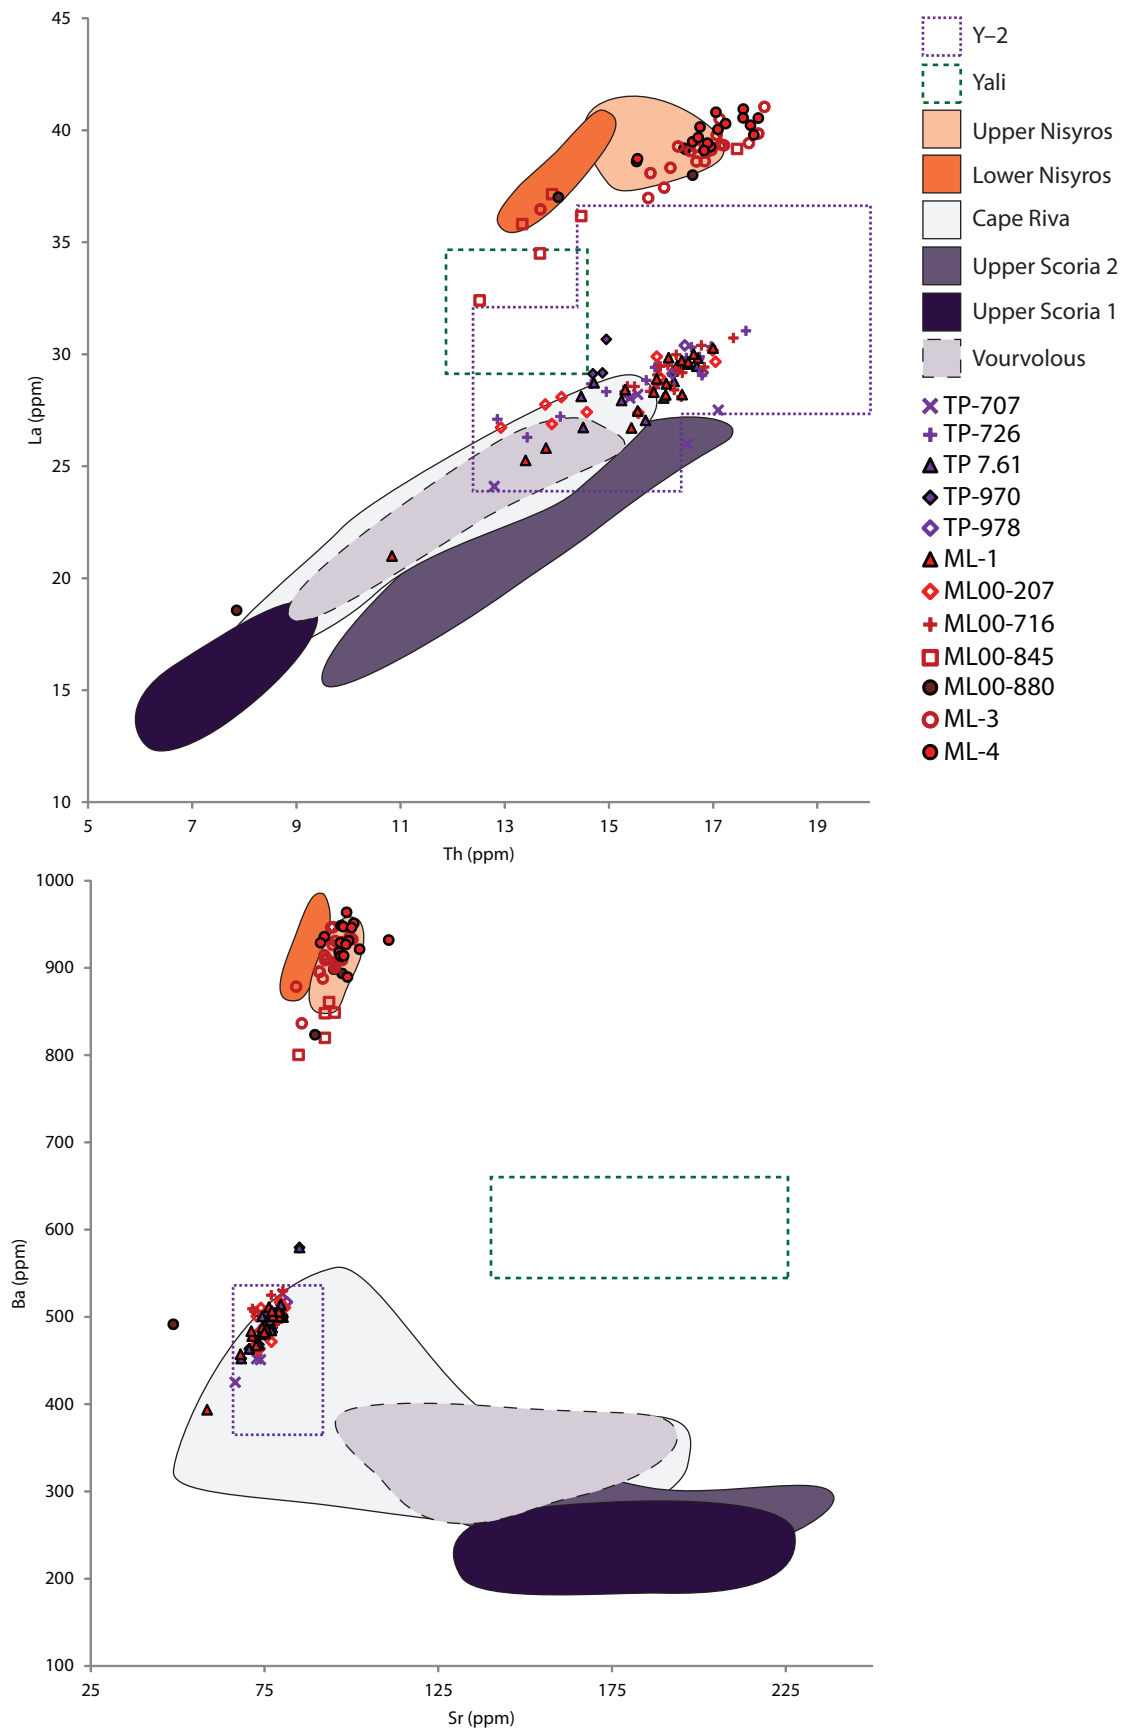 45
40
35
30
25
20
15
10
La (ppm)
5 7 9 11 13 15 17 19
Th (ppm)
Y–2
Yali
Upper Nisyros
Lower Nisyros
Cape Riva
Upper Scoria 2
Upper Scoria 1
Vourvolous
TP-707
TP-726
TP 7.61
TP-970
TP-978
ML-1
ML00-207
ML00-716
ML00-845
ML00-880
ML-3
ML-4
1000
900
800
700
600
500
400
300
200
100
Ba (ppm)
25 75 125 175 225
Sr (ppm)